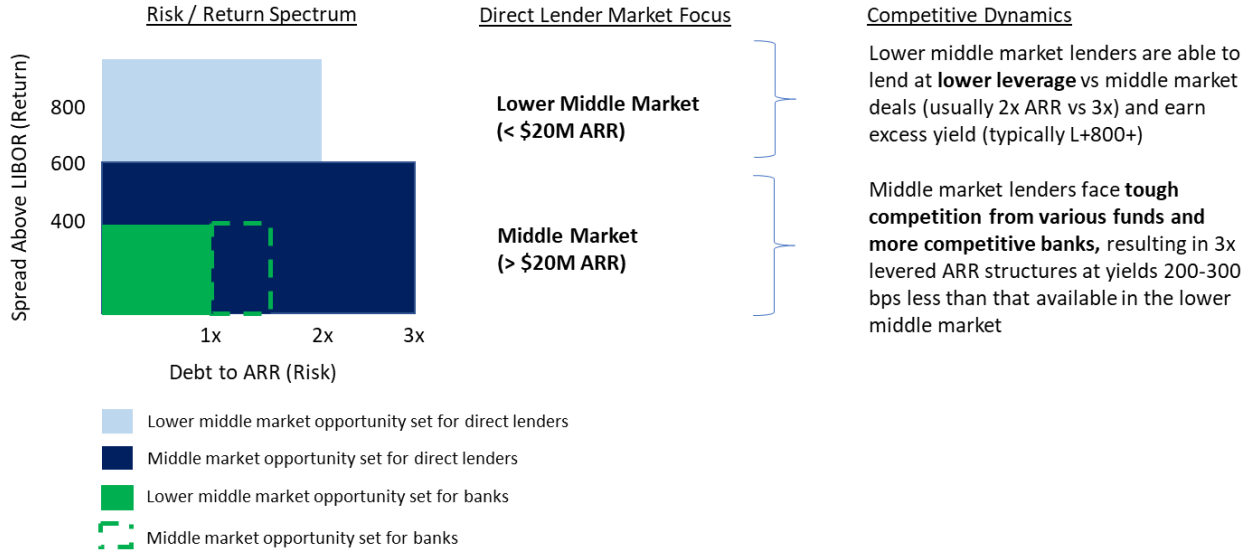 Risk / Return Spectrum
Direct Lender Market Focus
Competitive Dynamics
Spread Above LIBOR (Return)
800
600
400
1x
2x
3x
Debt to ARR (Risk)
Lower Middle Market
(< $20M ARR)
Middle Market
(> $20M ARR)
Lower middle market lenders are able to
lend at lower leverage vs middle market
deals (usually 2x ARR vs 3x) and earn
excess yield (typically L+800+)
Middle market lenders face tough
competition from various funds and
more competitive banks, resulting in 3x
levered ARR structures at yields 200-300
bps less than that available in the lower
middle market
Lower middle market opportunity set for direct lenders
Middle market opportunity set for direct lenders
Lower middle market opportunity set for banks
Middle market opportunity set for banks